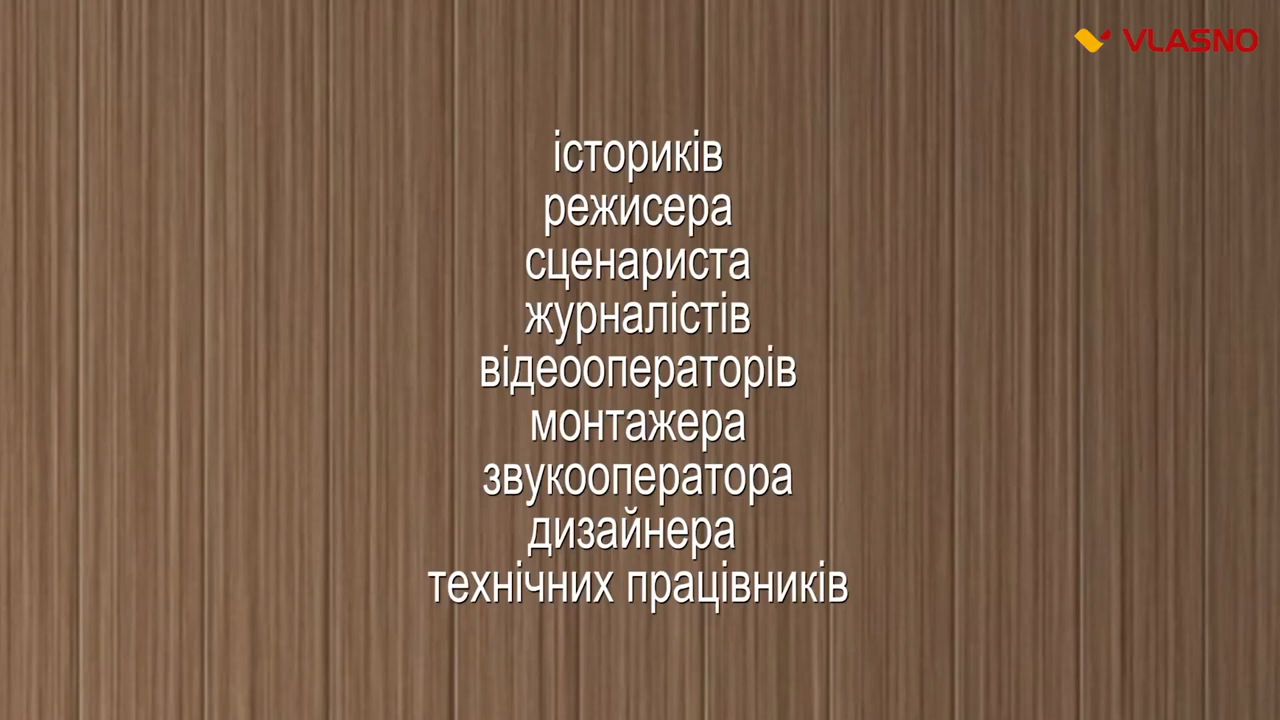 VLASNO
істориків
режисера
сценариста
журналістів
відеооператорів
монтажера
звукооператора
дизайнера
технічних працівників